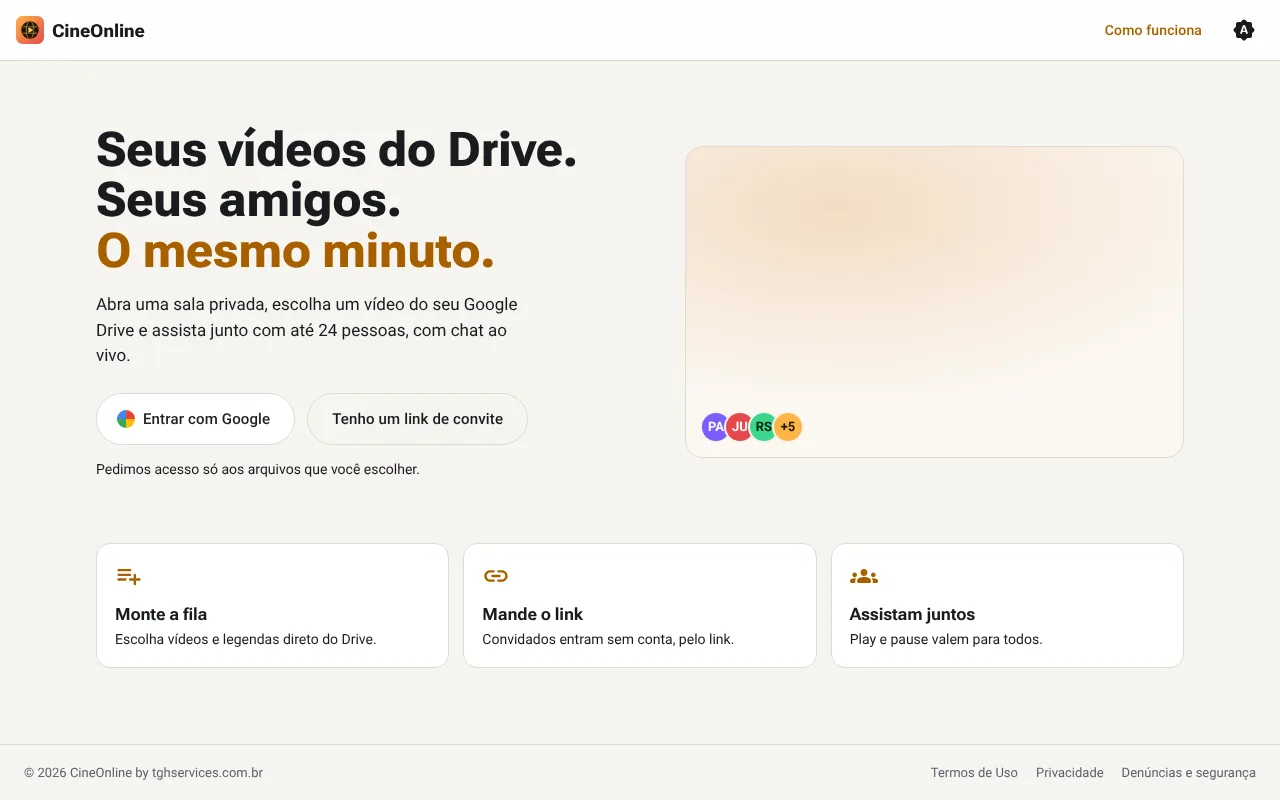 CineOnline
Como funciona
A
Seus vídeos do Drive.
Seus amigos.
O mesmo minuto.
Abra uma sala privada, escolha um vídeo do seu Google
Drive e assista junto com até 24 pessoas, com chat ao
vivo.
Entrar com Google
Tenho um link de convite
Pedimos acesso só aos arquivos que você escolher.
PA
JU
RS
+5
Monte a fila
Escolha vídeos e legendas direto do Drive.
Mande o link
Convidados entram sem conta, pelo link.
Assistam juntos
Play e pause valem para todos.
© 2026 CineOnline by tghservices.com.br
Termos de Uso
Privacidade
Denúncias e segurança